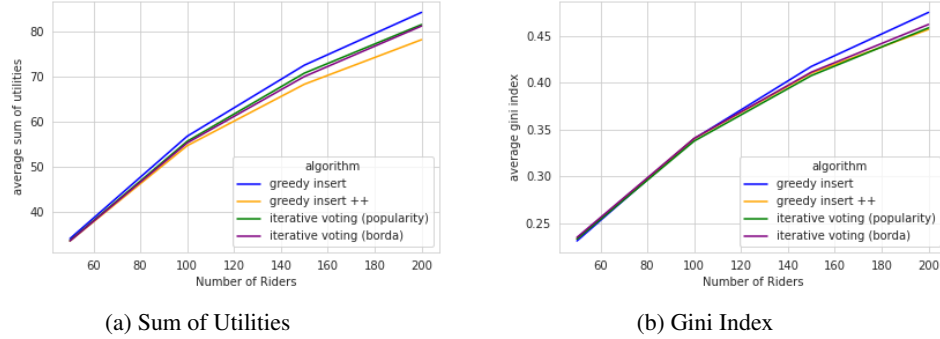 80
70
60
50
40
average sum of utilities
algorithm
greedy insert
greedy insert ++
iterative voting (popularity)
iterative voting (borda)
60 80 100 120 140 160 180 200
Number of Riders
(a) Sum of Utilities
0.45
0.40
0.35
0.30
0.25
average gini index
algorithm
greedy insert
greedy insert ++
iterative voting (popularity)
iterative voting (borda)
60 80 100 120 140 160 180 200
Number of Riders
(b) Gini Index